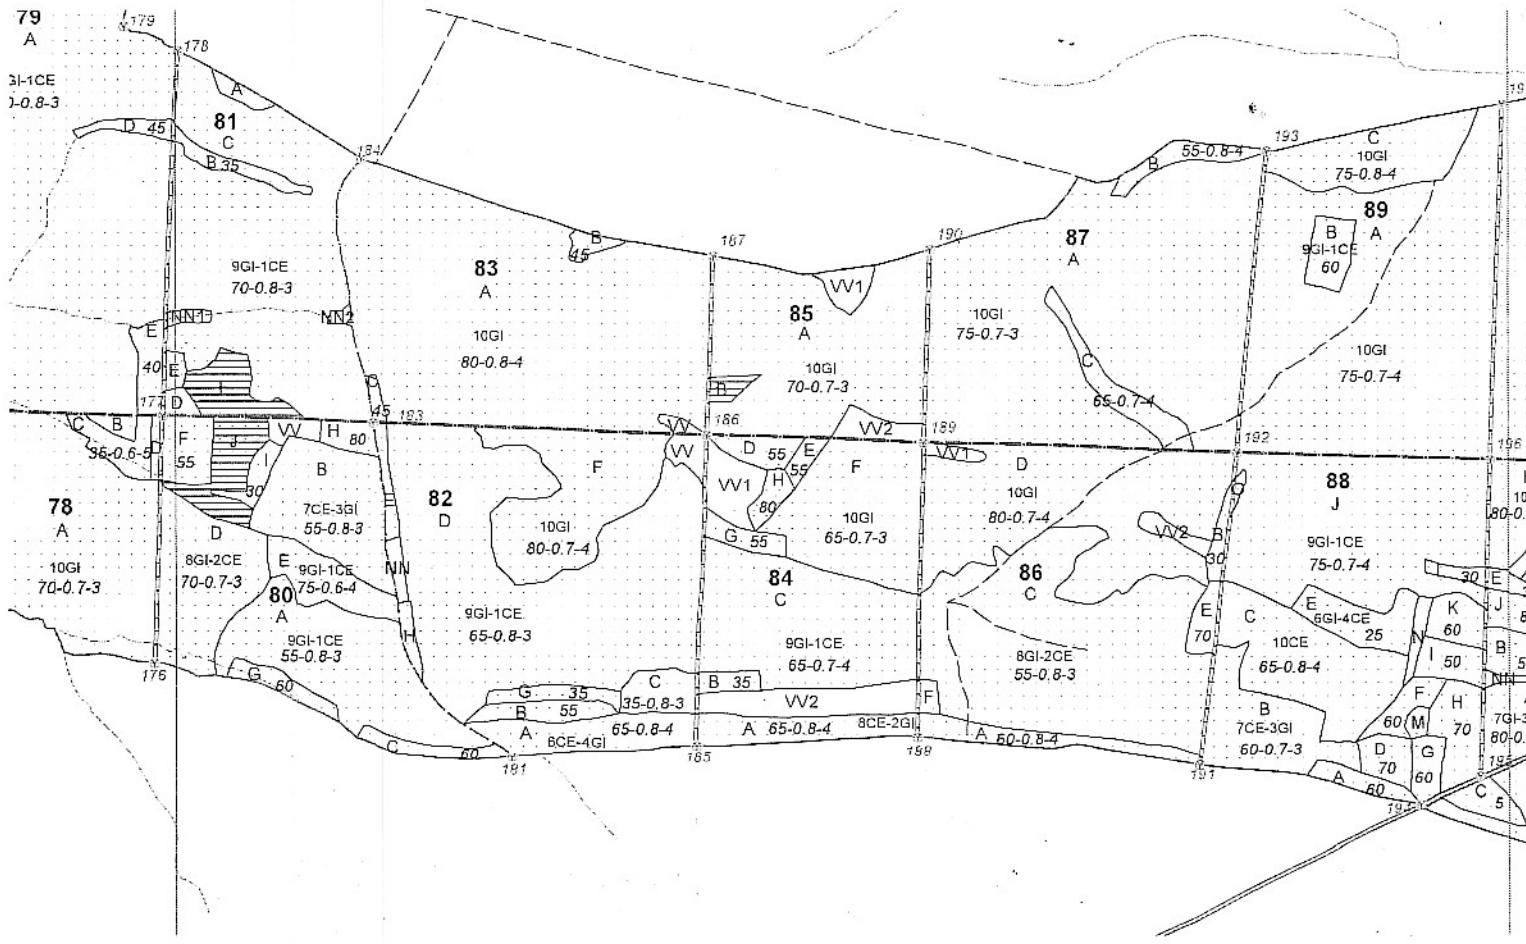 79
A
179
178
GI-1CE
0-0.8-3
A
81
C
D 45
B 35
184
193
C
10GI
75-0.8-4
B
55-0.8-4
89
A
B
9GI-1CE
60
187
190
87
A
B
45
83
A
9GI-1CE
70-0.8-3
VV1
85
A
10GI
80-0.8-4
10GI
75-0.7-3
10GI
75-0.7-4
NN1
NN2
E
40
E
D
I
10GI
70-0.7-3
B
C
65-0.7-4
177
C
45
183
VV
186
VV2
189
192
196
C
B
35-0.6-5
D
F
55
J
VV
H
80
I
30
B
7CE-3GI
55-0.8-3
82
D
F
10GI
80-0.7-4
VV
D
55
E
55
H
80
VV1
F
10GI
65-0.7-3
G 55
VV1
D
10GI
80-0.7-4
88
J
9GI-1CE
75-0.7-4
VV2
B
30
78
A
10GI
70-0.7-3
D
8GI-2CE
70-0.7-3
E
9GI-1CE
75-0.6-4
80
A
9GI-1CE
55-0.8-3
NN
H
9GI-1CE
65-0.8-3
84
C
9GI-1CE
65-0.7-4
86
C
8GI-2CE
55-0.8-3
E
70
C
10CE
65-0.8-4
E
6GI-4CE
25
30
E
K
60
J
N
I
50
B
NN
176
G
60
C
60
G
35
B
55
C
35-0.8-3
B 35
VV2
F
A
6CE-4GI
65-0.8-4
A
65-0.8-4
8CE-2GI
A 60-0.8-4
181
185
188
191
B
7CE-3GI
60-0.7-3
F
60
M
H
70
D
70
G
60
A
60
C
5
195